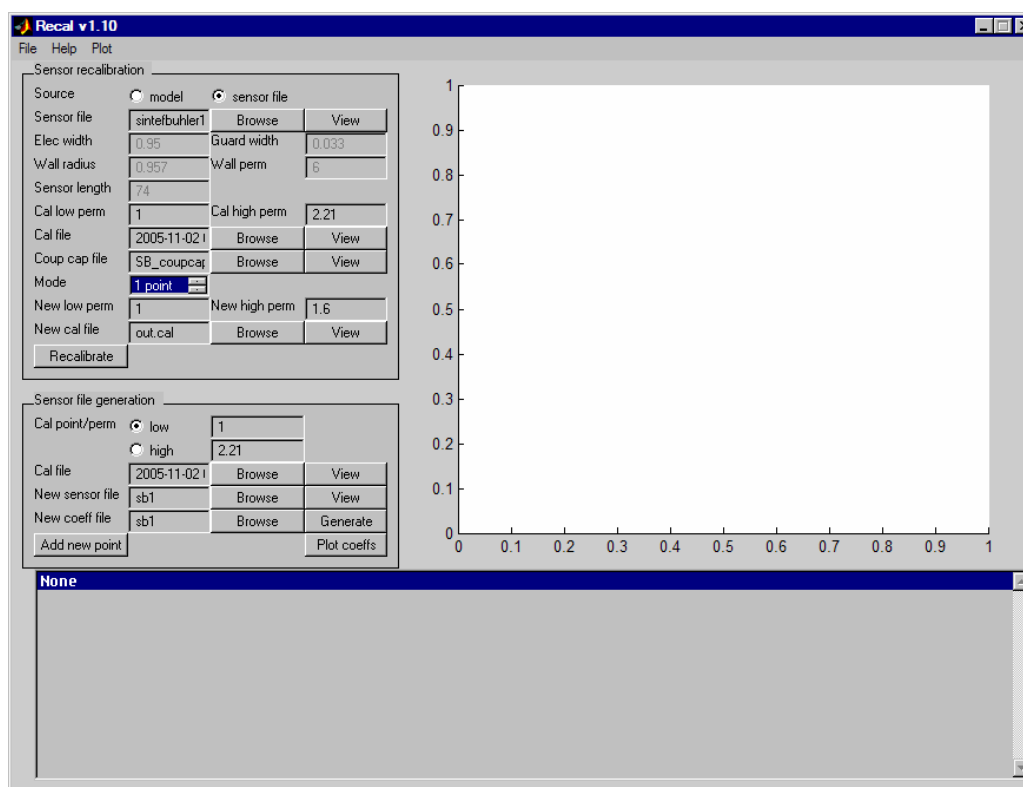 Recal v1.10
File Help Plot
Sensor recalibration
Source model sensor file
Sensor file sintefbuhler1 Browse View
Elec width 0.95 Guard width 0.033
Wall radius 0.957 Wall perm 6
Sensor length 74
Cal low perm 1 Cal high perm 2.21
Cal file 2005-11-02 Browse View
Coup cap file SB_coupcap Browse View
Mode 1 point
New low perm 1 New high perm 1.6
New cal file out.cal Browse View
Recalibrate
Sensor file generation
Cal point/perm low 1
high 2.21
Cal file 2005-11-02 Browse View
New sensor file sb1 Browse View
New coeff file sb1 Browse Generate
Add new point Plot coeffs
1
0.9
0.8
0.7
0.6
0.5
0.4
0.3
0.2
0.1
0
0 0.1 0.2 0.3 0.4 0.5 0.6 0.7 0.8 0.9 1
None